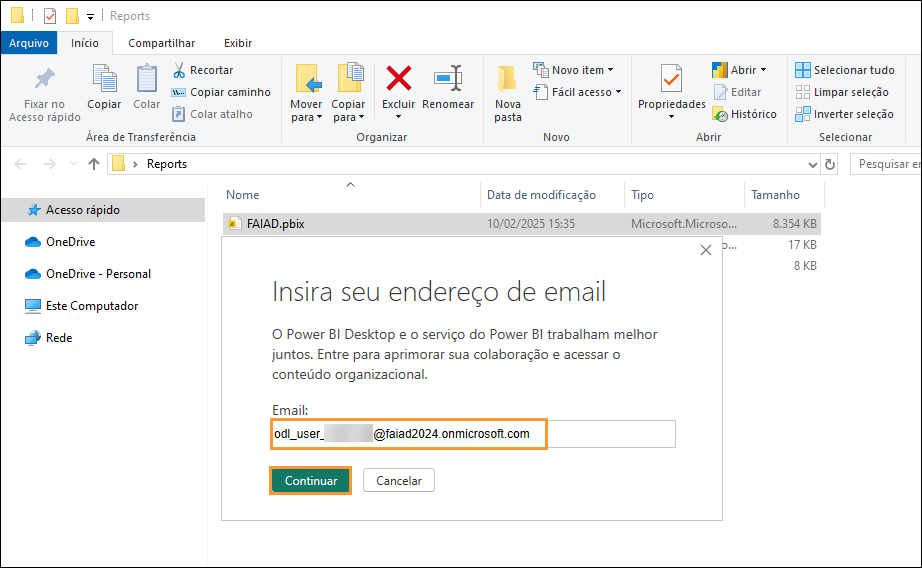 Reports
Arquivo
Início
Compartilhar
Exibir
Fixar no
Acesso rápido
Copiar
Colar
Recortar
Copiar caminho
Colar atalho
Área de Transferência
Mover
para
Copiar
para
Excluir
Renomear
Organizar
Nova
pasta
Novo item
Fácil acesso
Novo
Propriedades
Abrir
Editar
Histórico
Abrir
Selecionar tudo
Limpar seleção
Inverter seleção
Selecionar
Reports
Pesquisar em
Nome
Data de modificação
Tipo
Tamanho
Acesso rápido
OneDrive
OneDrive - Personal
Este Computador
Rede
FAIAD.pbix
10/02/2025 15:35
Microsoft.Microso...
8.354 KB
o...
17 KB
8 KB
Insira seu endereço de email
O Power BI Desktop e o serviço do Power BI trabalham melhor
juntos. Entre para aprimorar sua colaboração e acessar o
conteúdo organizacional.
Email:
odl_user_ @faiad2024.onmicrosoft.com
Continuar
Cancelar